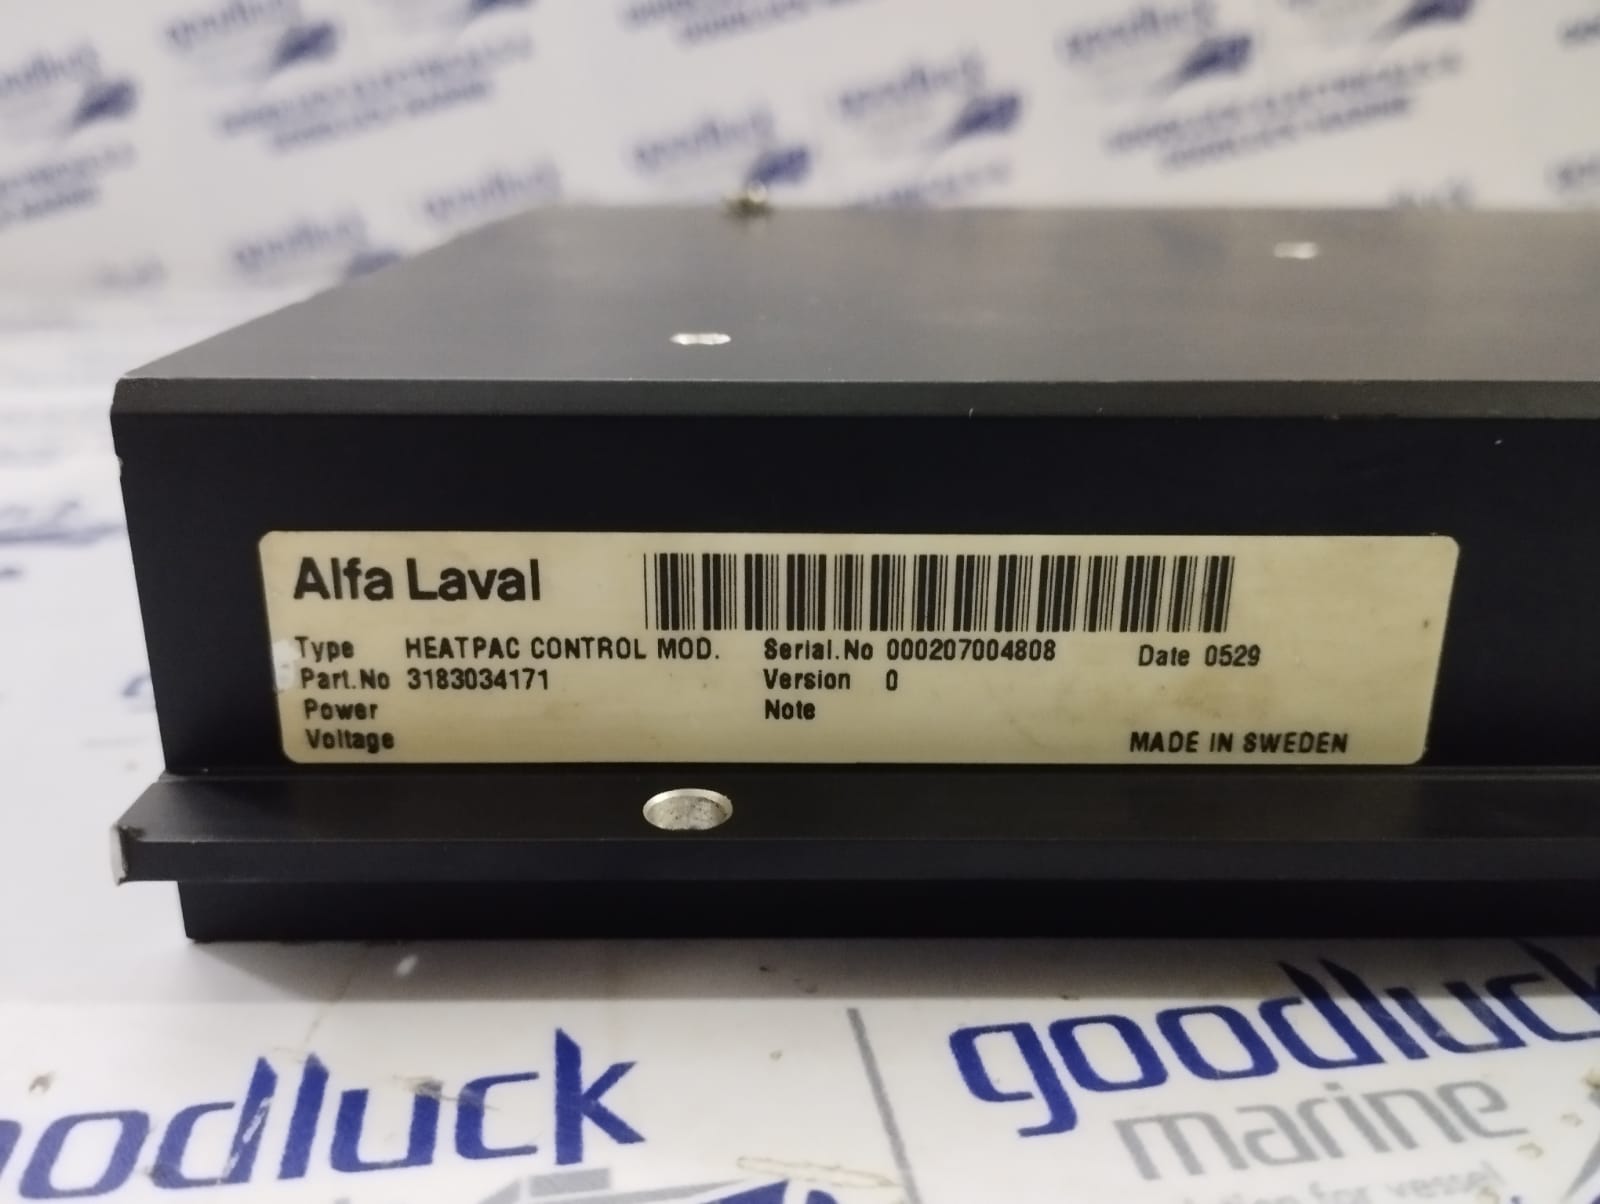 Alfa Laval
Type HEATPAC CONTROL MOD. Serial.No 000207004808 Date 0529
Part.No 3183034171 Version 0
Power Note
Voltage MADE IN SWEDEN
goodluck
marine